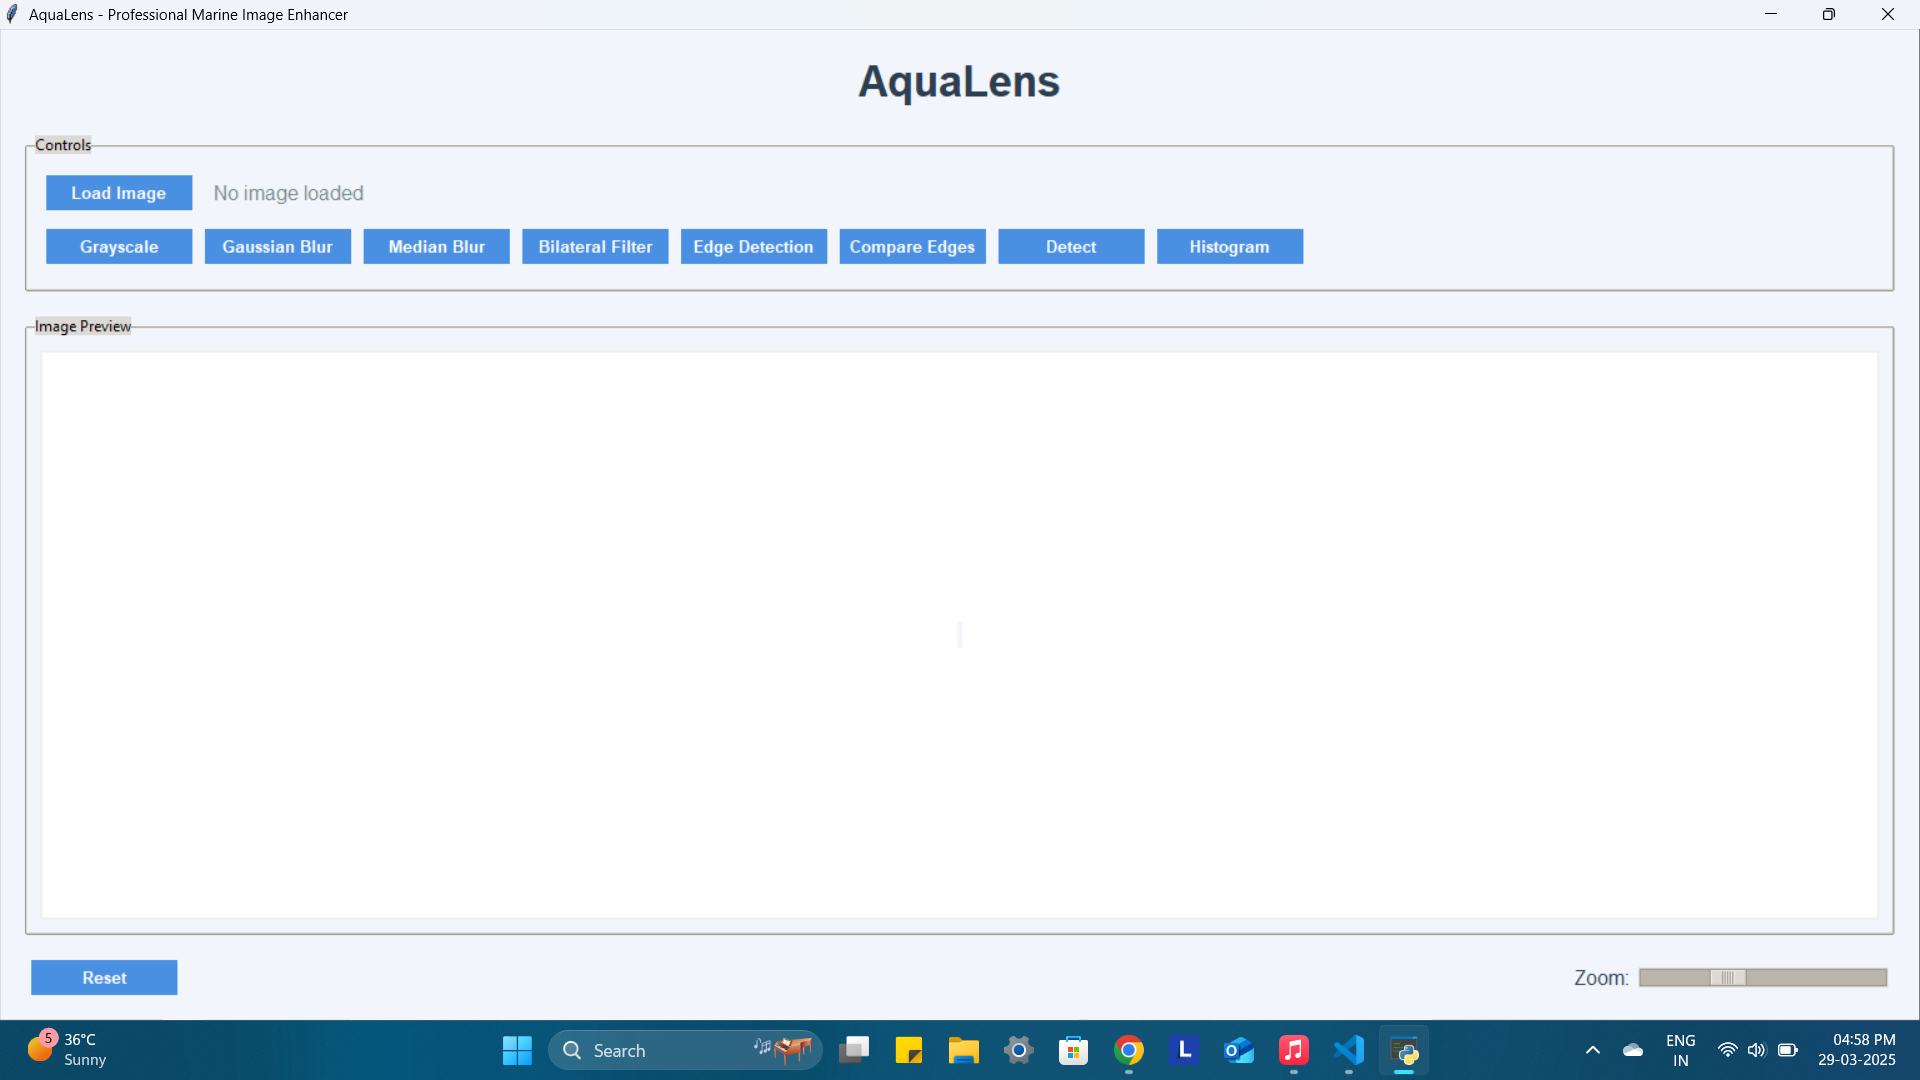 AquaLens - Professional Marine Image Enhancer
AquaLens
Controls
Load Image No image loaded
Grayscale Gaussian Blur Median Blur Bilateral Filter Edge Detection Compare Edges Detect Histogram
Image Preview
Reset Zoom:
5 36°C
Sunny
Search
L
ENG
IN
04:58 PM
29-03-2025